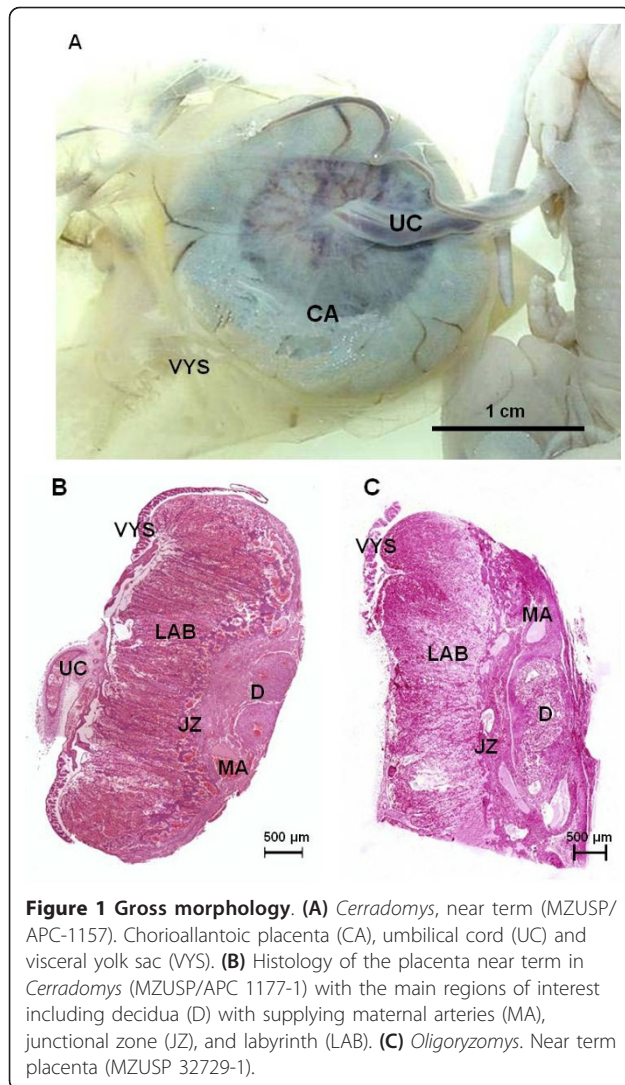 A
UC
CA
VYS
1 cm
B
C
VYS
VYS
MA
LAB
LAB
UC
D
D
JZ
JZ
MA
500 µm
500 µm
Figure 1 Gross morphology. (A) Cerradomys, near term (MZUSP/
APC-1157). Chorioallantoic placenta (CA), umbilical cord (UC) and
visceral yolk sac (VYS). (B) Histology of the placenta near term in
Cerradomys (MZUSP/APC 1177-1) with the main regions of interest
including decidua (D) with supplying maternal arteries (MA),
junctional zone (JZ), and labyrinth (LAB). (C) Oligoryzomys. Near term
placenta (MZUSP 32729-1).